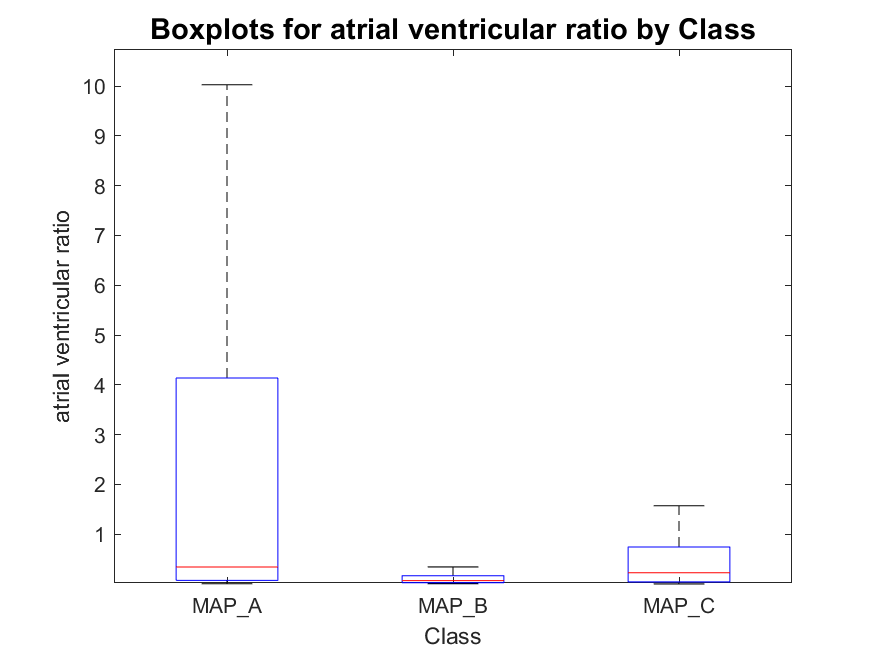 Boxplots for atrial ventricular ratio by Class
atrial ventricular ratio
10
9
8
7
6
5
4
3
2
1
MAP_A
MAP_B
MAP_C
Class